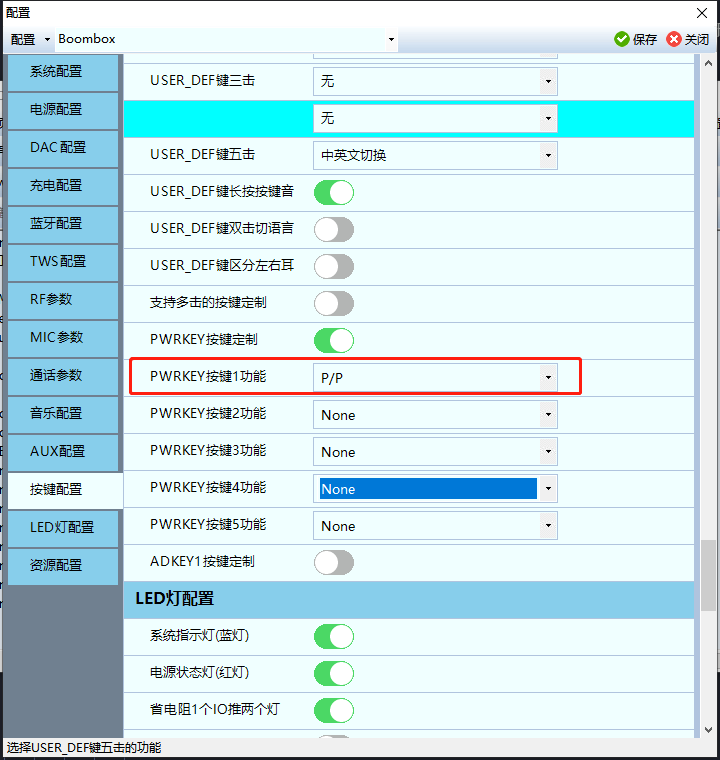 配置
配置 Boombox 保存 关闭
系统配置
电源配置
DAC 配置
充电配置
蓝牙配置
TWS 配置
RF参数
MIC 参数
通话参数
音乐配置
AUX配置
按键配置
LED灯配置
资源配置
USER_DEF键三击 无
无
USER_DEF键五击 中英文切换
USER_DEF键长按按键音
USER_DEF键双击切语言
USER_DEF键区分左右耳
支持多击的按键定制
PWRKEY按键定制
PWRKEY按键1功能 P/P
PWRKEY按键2功能 None
PWRKEY按键3功能 None
PWRKEY按键4功能 None
PWRKEY按键5功能 None
ADKEY1按键定制
LED灯配置
系统指示灯(蓝灯)
电源状态灯(红灯)
省电阻1个IO推两个灯
选择USER_DEF键五击的功能